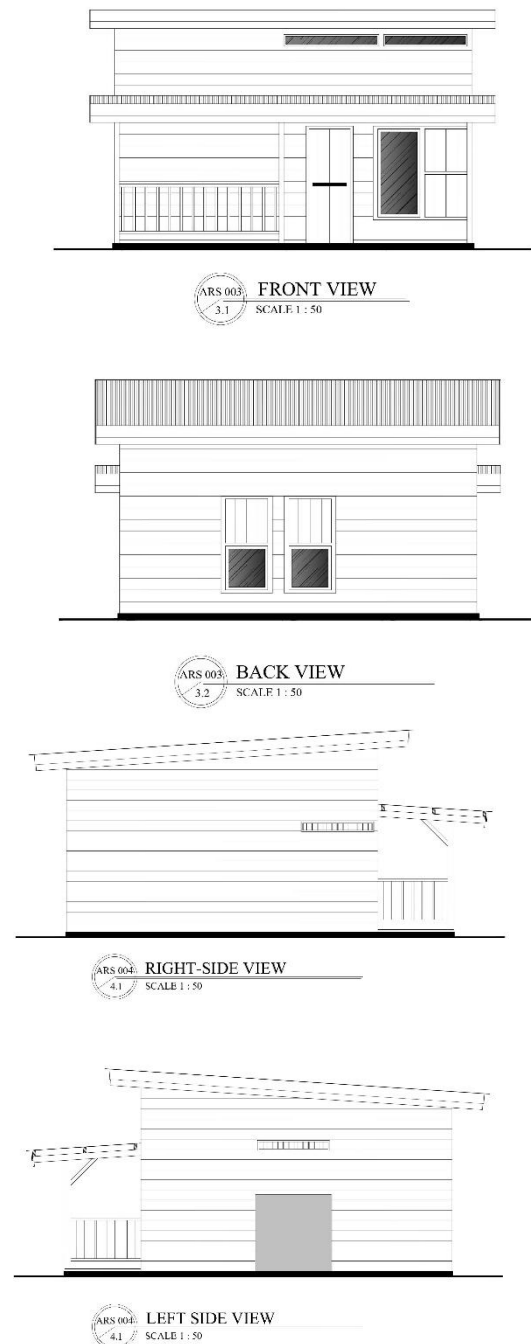 ARS 003
3.1
FRONT VIEW
SCALE 1 : 50
ARS 003
3.2
BACK VIEW
SCALE 1 : 50
ARS 004
4.1
RIGHT-SIDE VIEW
SCALE 1 : 50
ARS 004
4.1
LEFT SIDE VIEW
SCALE 1 : 50